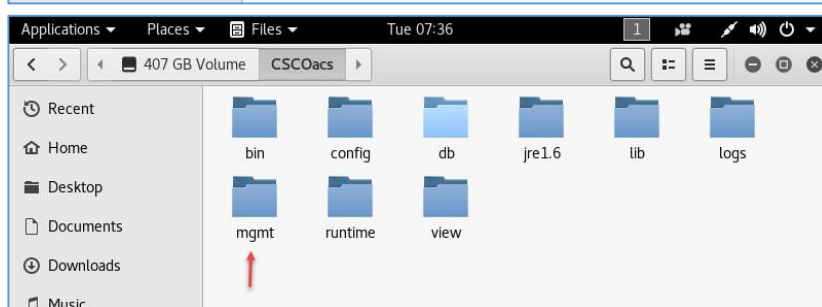 Applications Places Files Tue 07:36 1
407 GB Volume CSCOacs
Recent
Home
Desktop
Documents
Downloads
Music
bin config db jre1.6 lib logs
mgmt runtime view